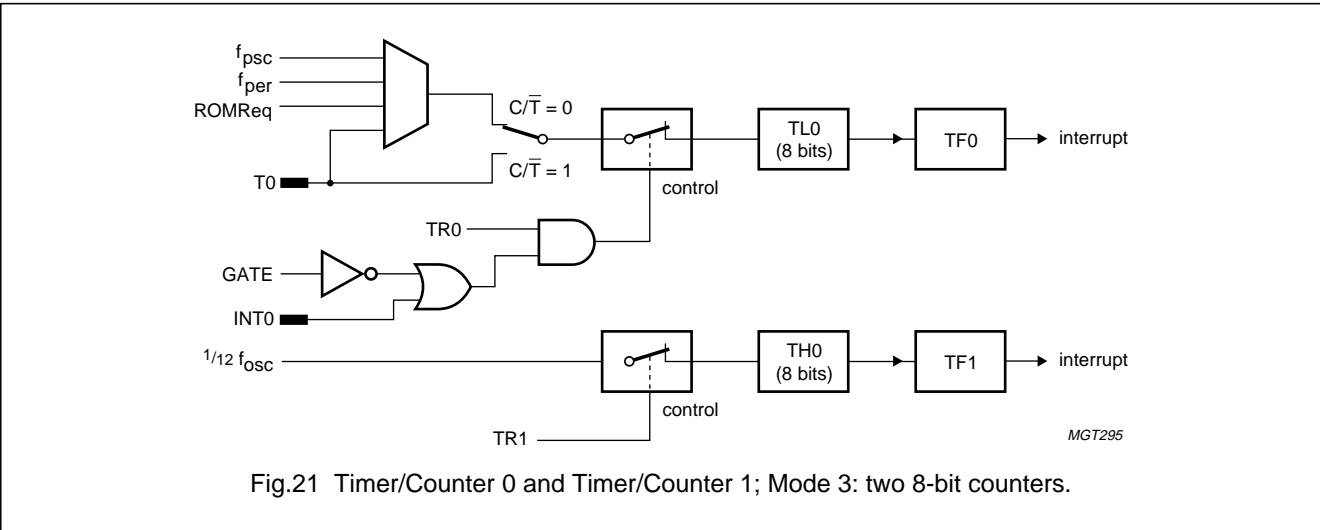 fpsc
fper
ROMReq
T0
C/T̅ = 0
C/T̅ = 1
control
TL0
(8 bits)
TF0
interrupt
TR0
GATE
INT0
1/12 fosc
control
TH0
(8 bits)
TF1
interrupt
TR1
MGT295
Fig.21 Timer/Counter 0 and Timer/Counter 1; Mode 3: two 8-bit counters.